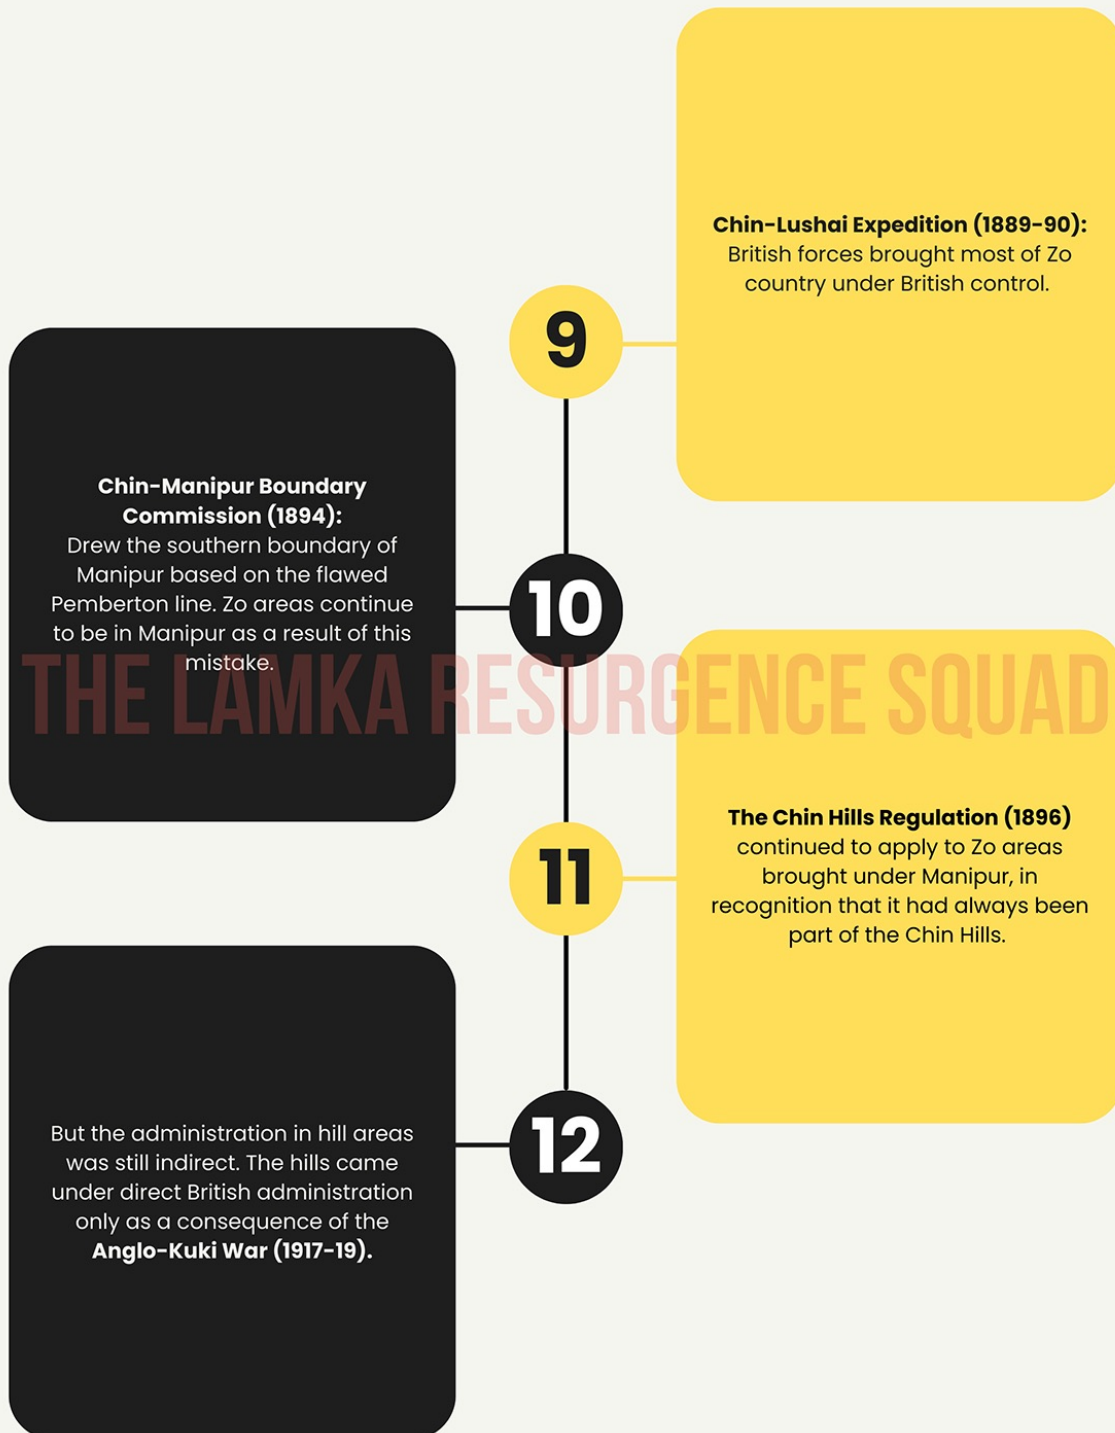 Chin-Lushai Expedition (1889-90):
British forces brought most of Zo
country under British control.
9
Chin-Manipur Boundary
Commission (1894):
Drew the southern boundary of
Manipur based on the flawed
Pemberton line. Zo areas continue
to be in Manipur as a result of this
mistake.
10
THE LAMKA RESURGENCE SQUAD
The Chin Hills Regulation (1896)
continued to apply to Zo areas
brought under Manipur, in
recognition that it had always been
part of the Chin Hills.
11
But the administration in hill areas
was still indirect. The hills came
under direct British administration
only as a consequence of the
Anglo-Kuki War (1917-19).
12